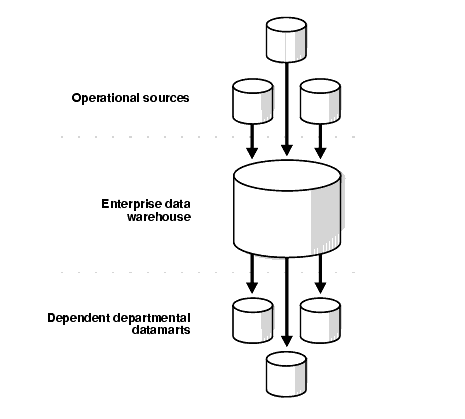 Operational sources
Enterprise data
warehouse
Dependent departmental
datamarts